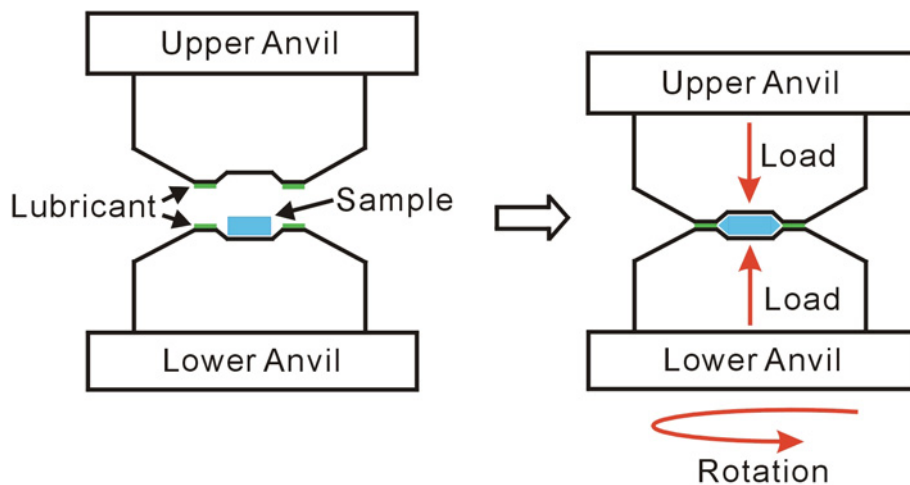 Upper Anvil
Lubricant
Sample
Lower Anvil
Upper Anvil
Load
Load
Lower Anvil
Rotation